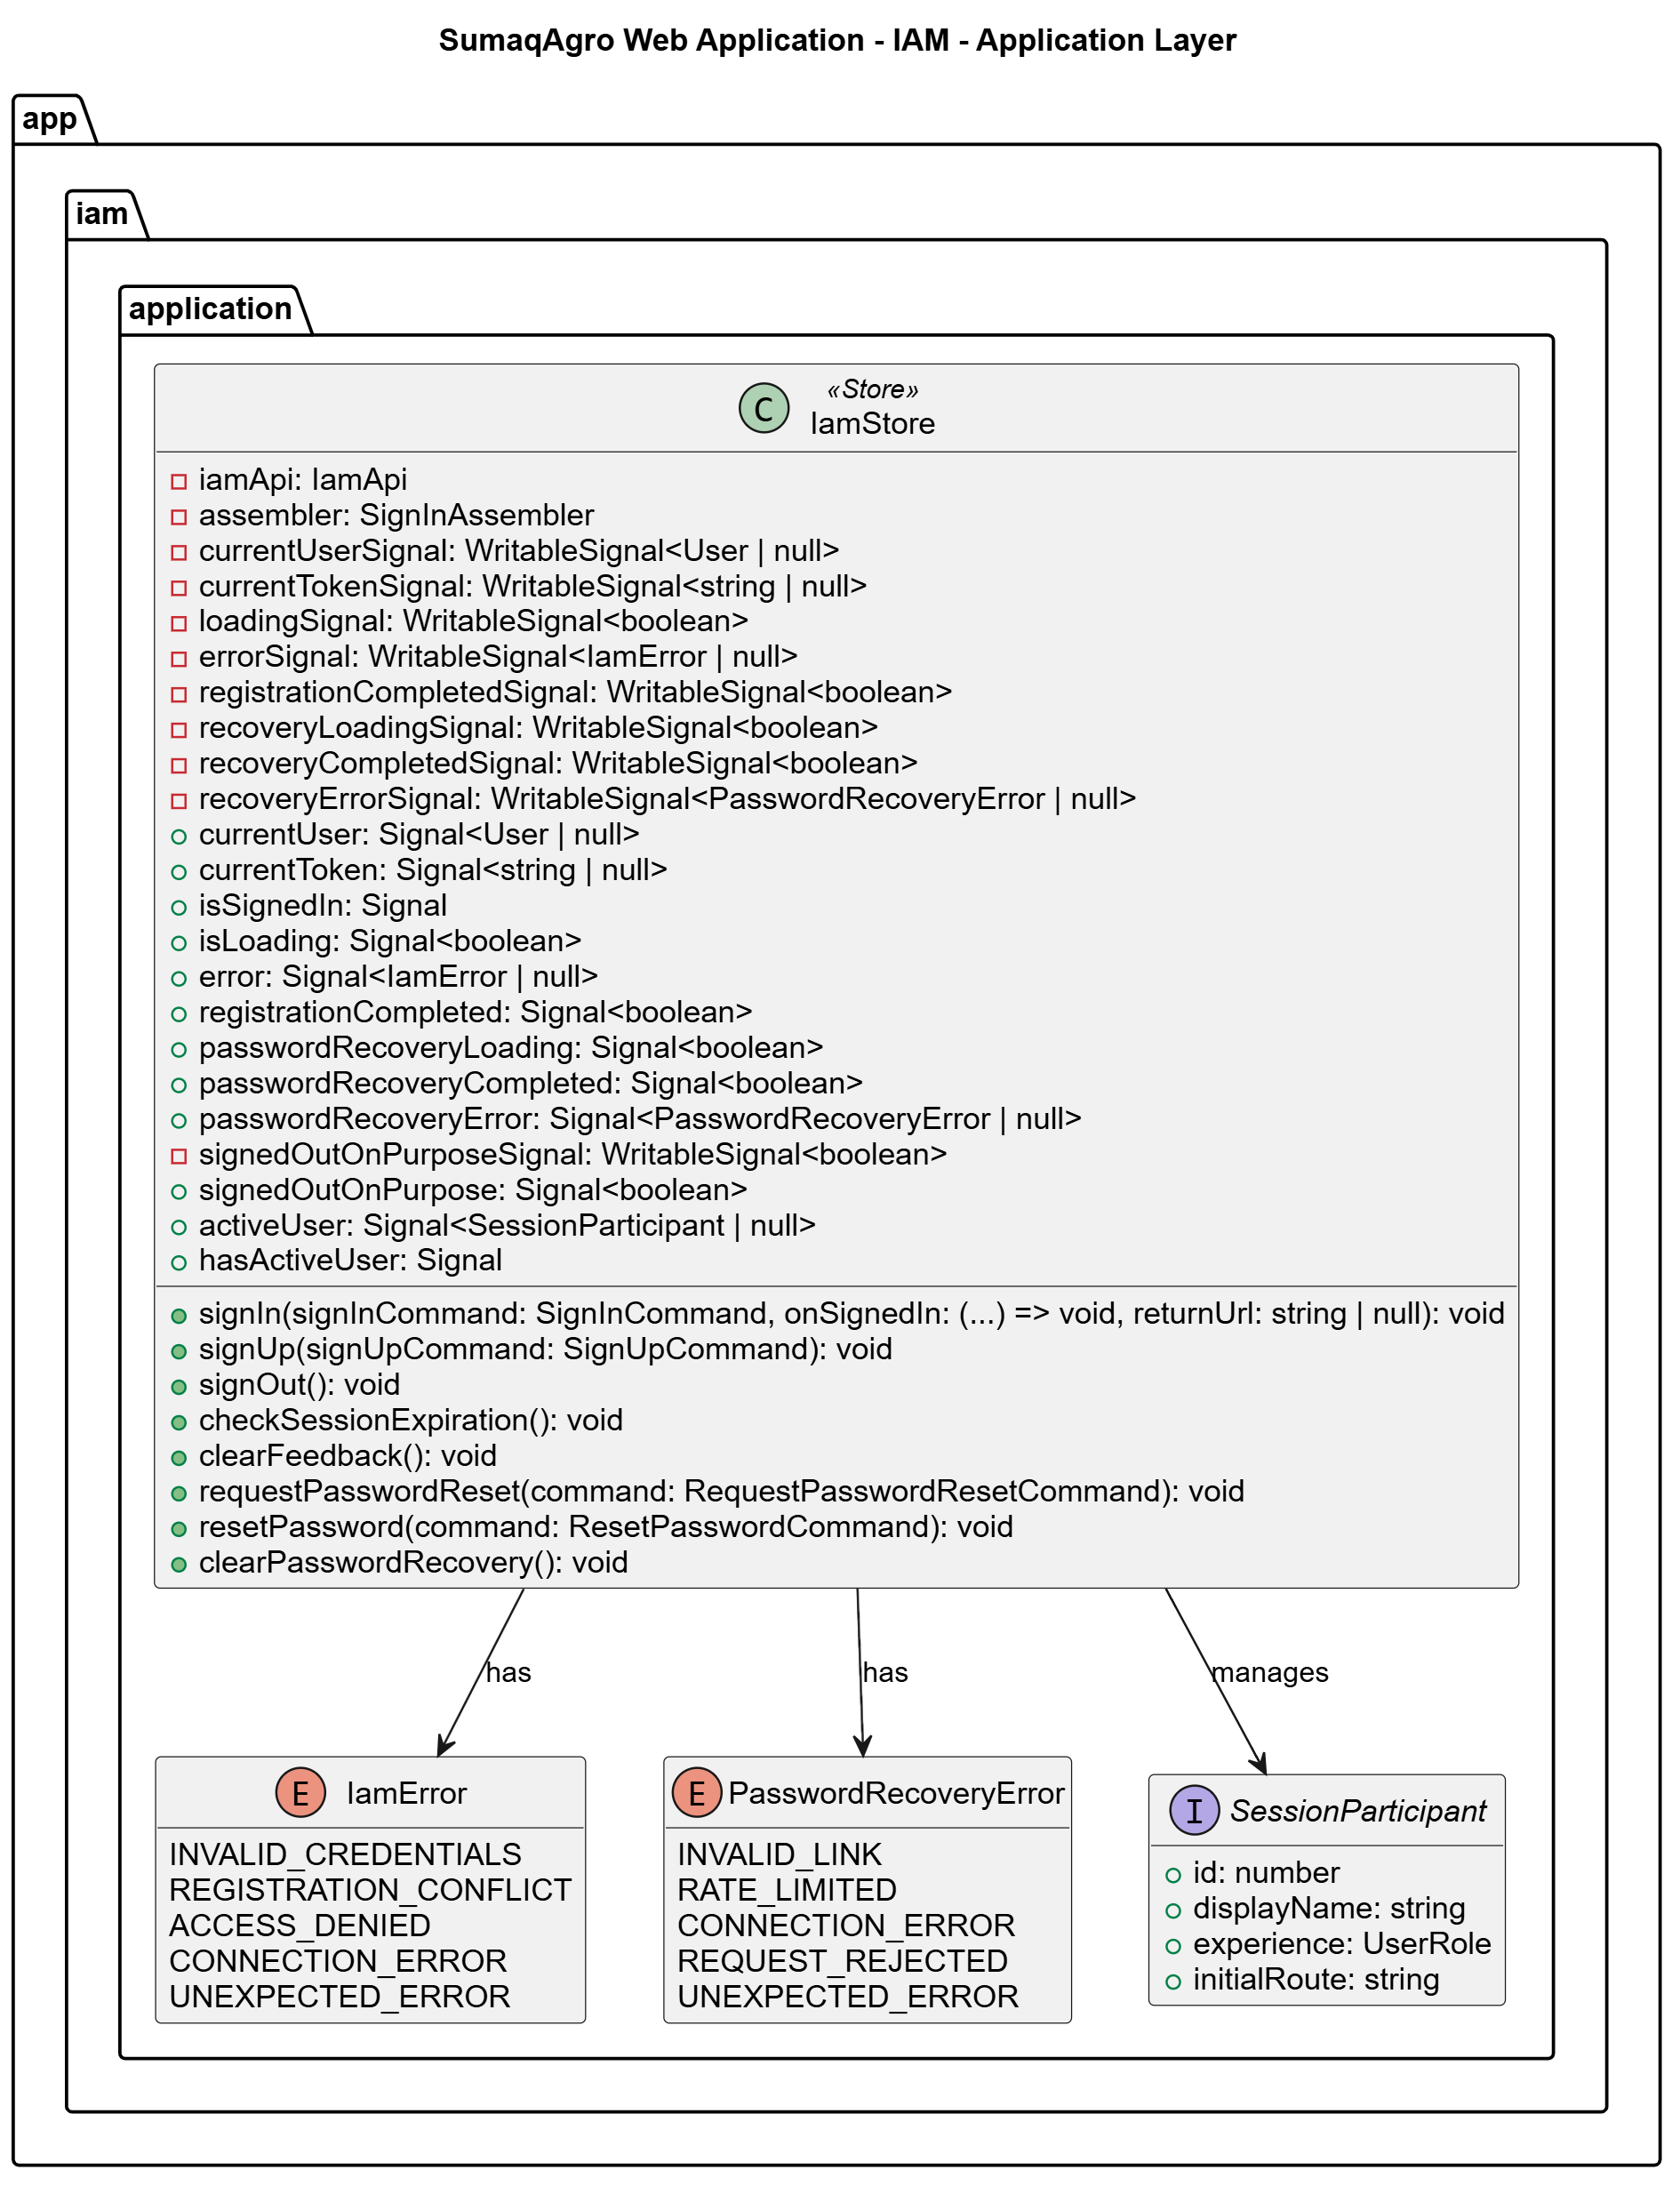 SumaqAgro Web Application - IAM - Application Layer
app
iam
application
C
«Store»
IamStore
iamApi: IamApi
assembler: SignInAssembler
currentUserSignal: WritableSignal<User | null>
currentTokenSignal: WritableSignal<string | null>
loadingSignal: WritableSignal<boolean>
errorSignal: WritableSignal<IamError | null>
registrationCompletedSignal: WritableSignal<boolean>
recoveryLoadingSignal: WritableSignal<boolean>
recoveryCompletedSignal: WritableSignal<boolean>
recoveryErrorSignal: WritableSignal<PasswordRecoveryError | null>
currentUser: Signal<User | null>
currentToken: Signal<string | null>
isSignedIn: Signal
isLoading: Signal<boolean>
error: Signal<IamError | null>
registrationCompleted: Signal<boolean>
passwordRecoveryLoading: Signal<boolean>
passwordRecoveryCompleted: Signal<boolean>
passwordRecoveryError: Signal<PasswordRecoveryError | null>
signedOutOnPurposeSignal: WritableSignal<boolean>
signedOutOnPurpose: Signal<boolean>
activeUser: Signal<SessionParticipant | null>
hasActiveUser: Signal
signIn(signInCommand: SignInCommand, onSignedIn: (...) => void, returnUrl: string | null): void
signUp(signUpCommand: SignUpCommand): void
signOut(): void
checkSessionExpiration(): void
clearFeedback(): void
requestPasswordReset(command: RequestPasswordResetCommand): void
resetPassword(command: ResetPasswordCommand): void
clearPasswordRecovery(): void
has
has
manages
E IamError
INVALID_CREDENTIALS
REGISTRATION_CONFLICT
ACCESS_DENIED
CONNECTION_ERROR
UNEXPECTED_ERROR
E PasswordRecoveryError
INVALID_LINK
RATE_LIMITED
CONNECTION_ERROR
REQUEST_REJECTED
UNEXPECTED_ERROR
I SessionParticipant
id: number
displayName: string
experience: UserRole
initialRoute: string